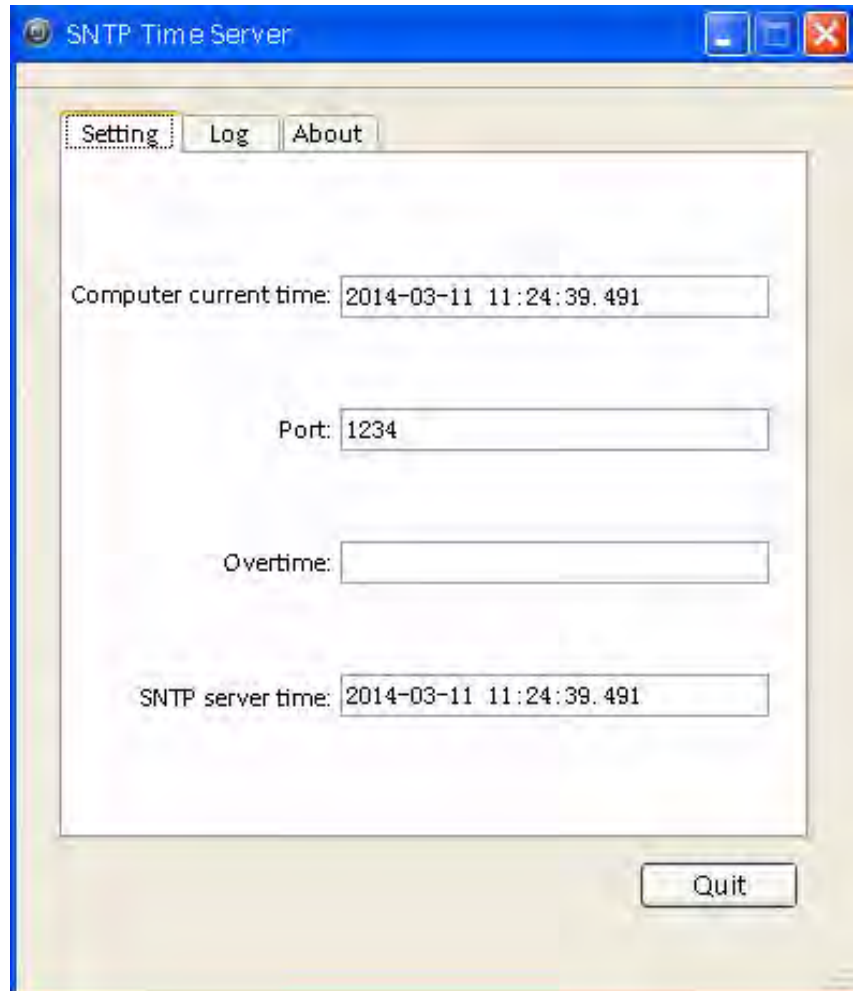 SNTP Time Server
Setting Log About
Computer current time: 2014-03-11 11:24:39.491
Port: 1234
Overtime:
SNTP server time: 2014-03-11 11:24:39.491
Quit